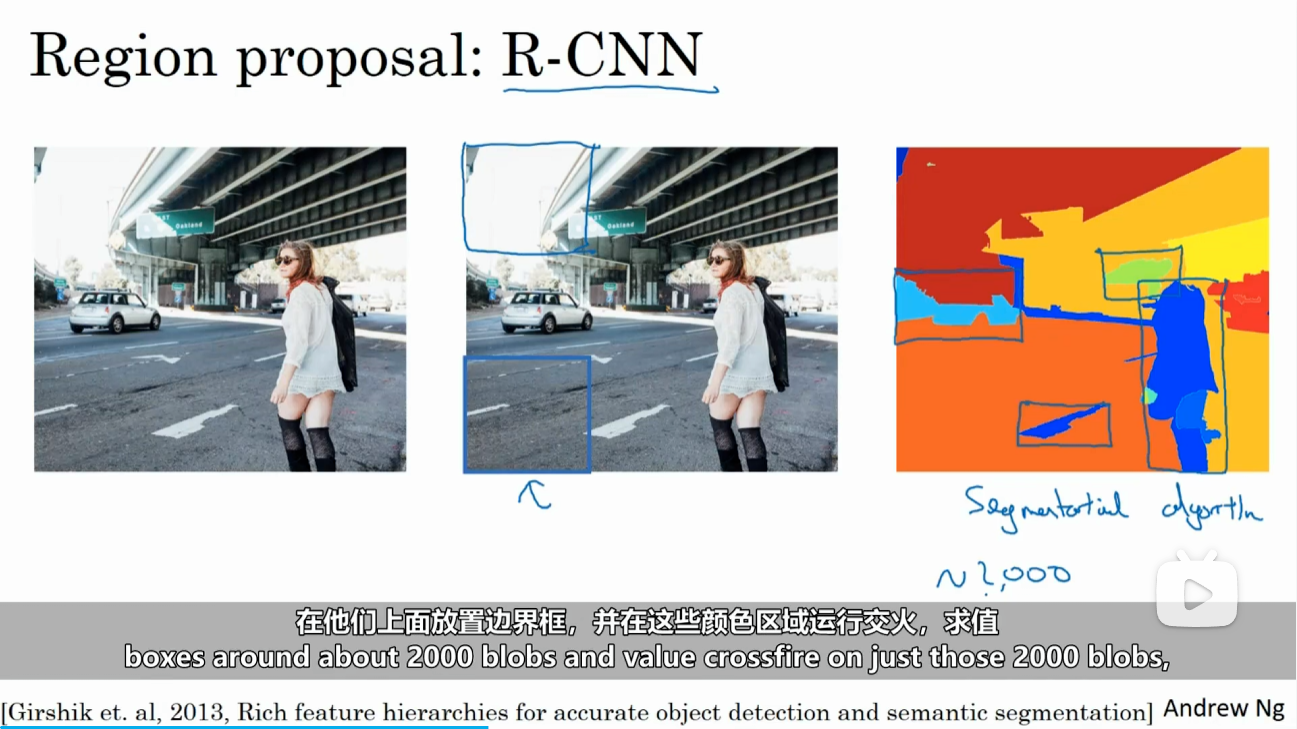 Region proposal: R-CNN
Oakland
Oakland
Segmentation algorithm
~2,000
在他们上面放置边界框，并在这些颜色区域运行交火，求值
boxes around about 2000 blobs and value crossfire on just those 2000 blobs,
[Girshik et. al, 2013, Rich feature hierarchies for accurate object detection and semantic segmentation] Andrew Ng